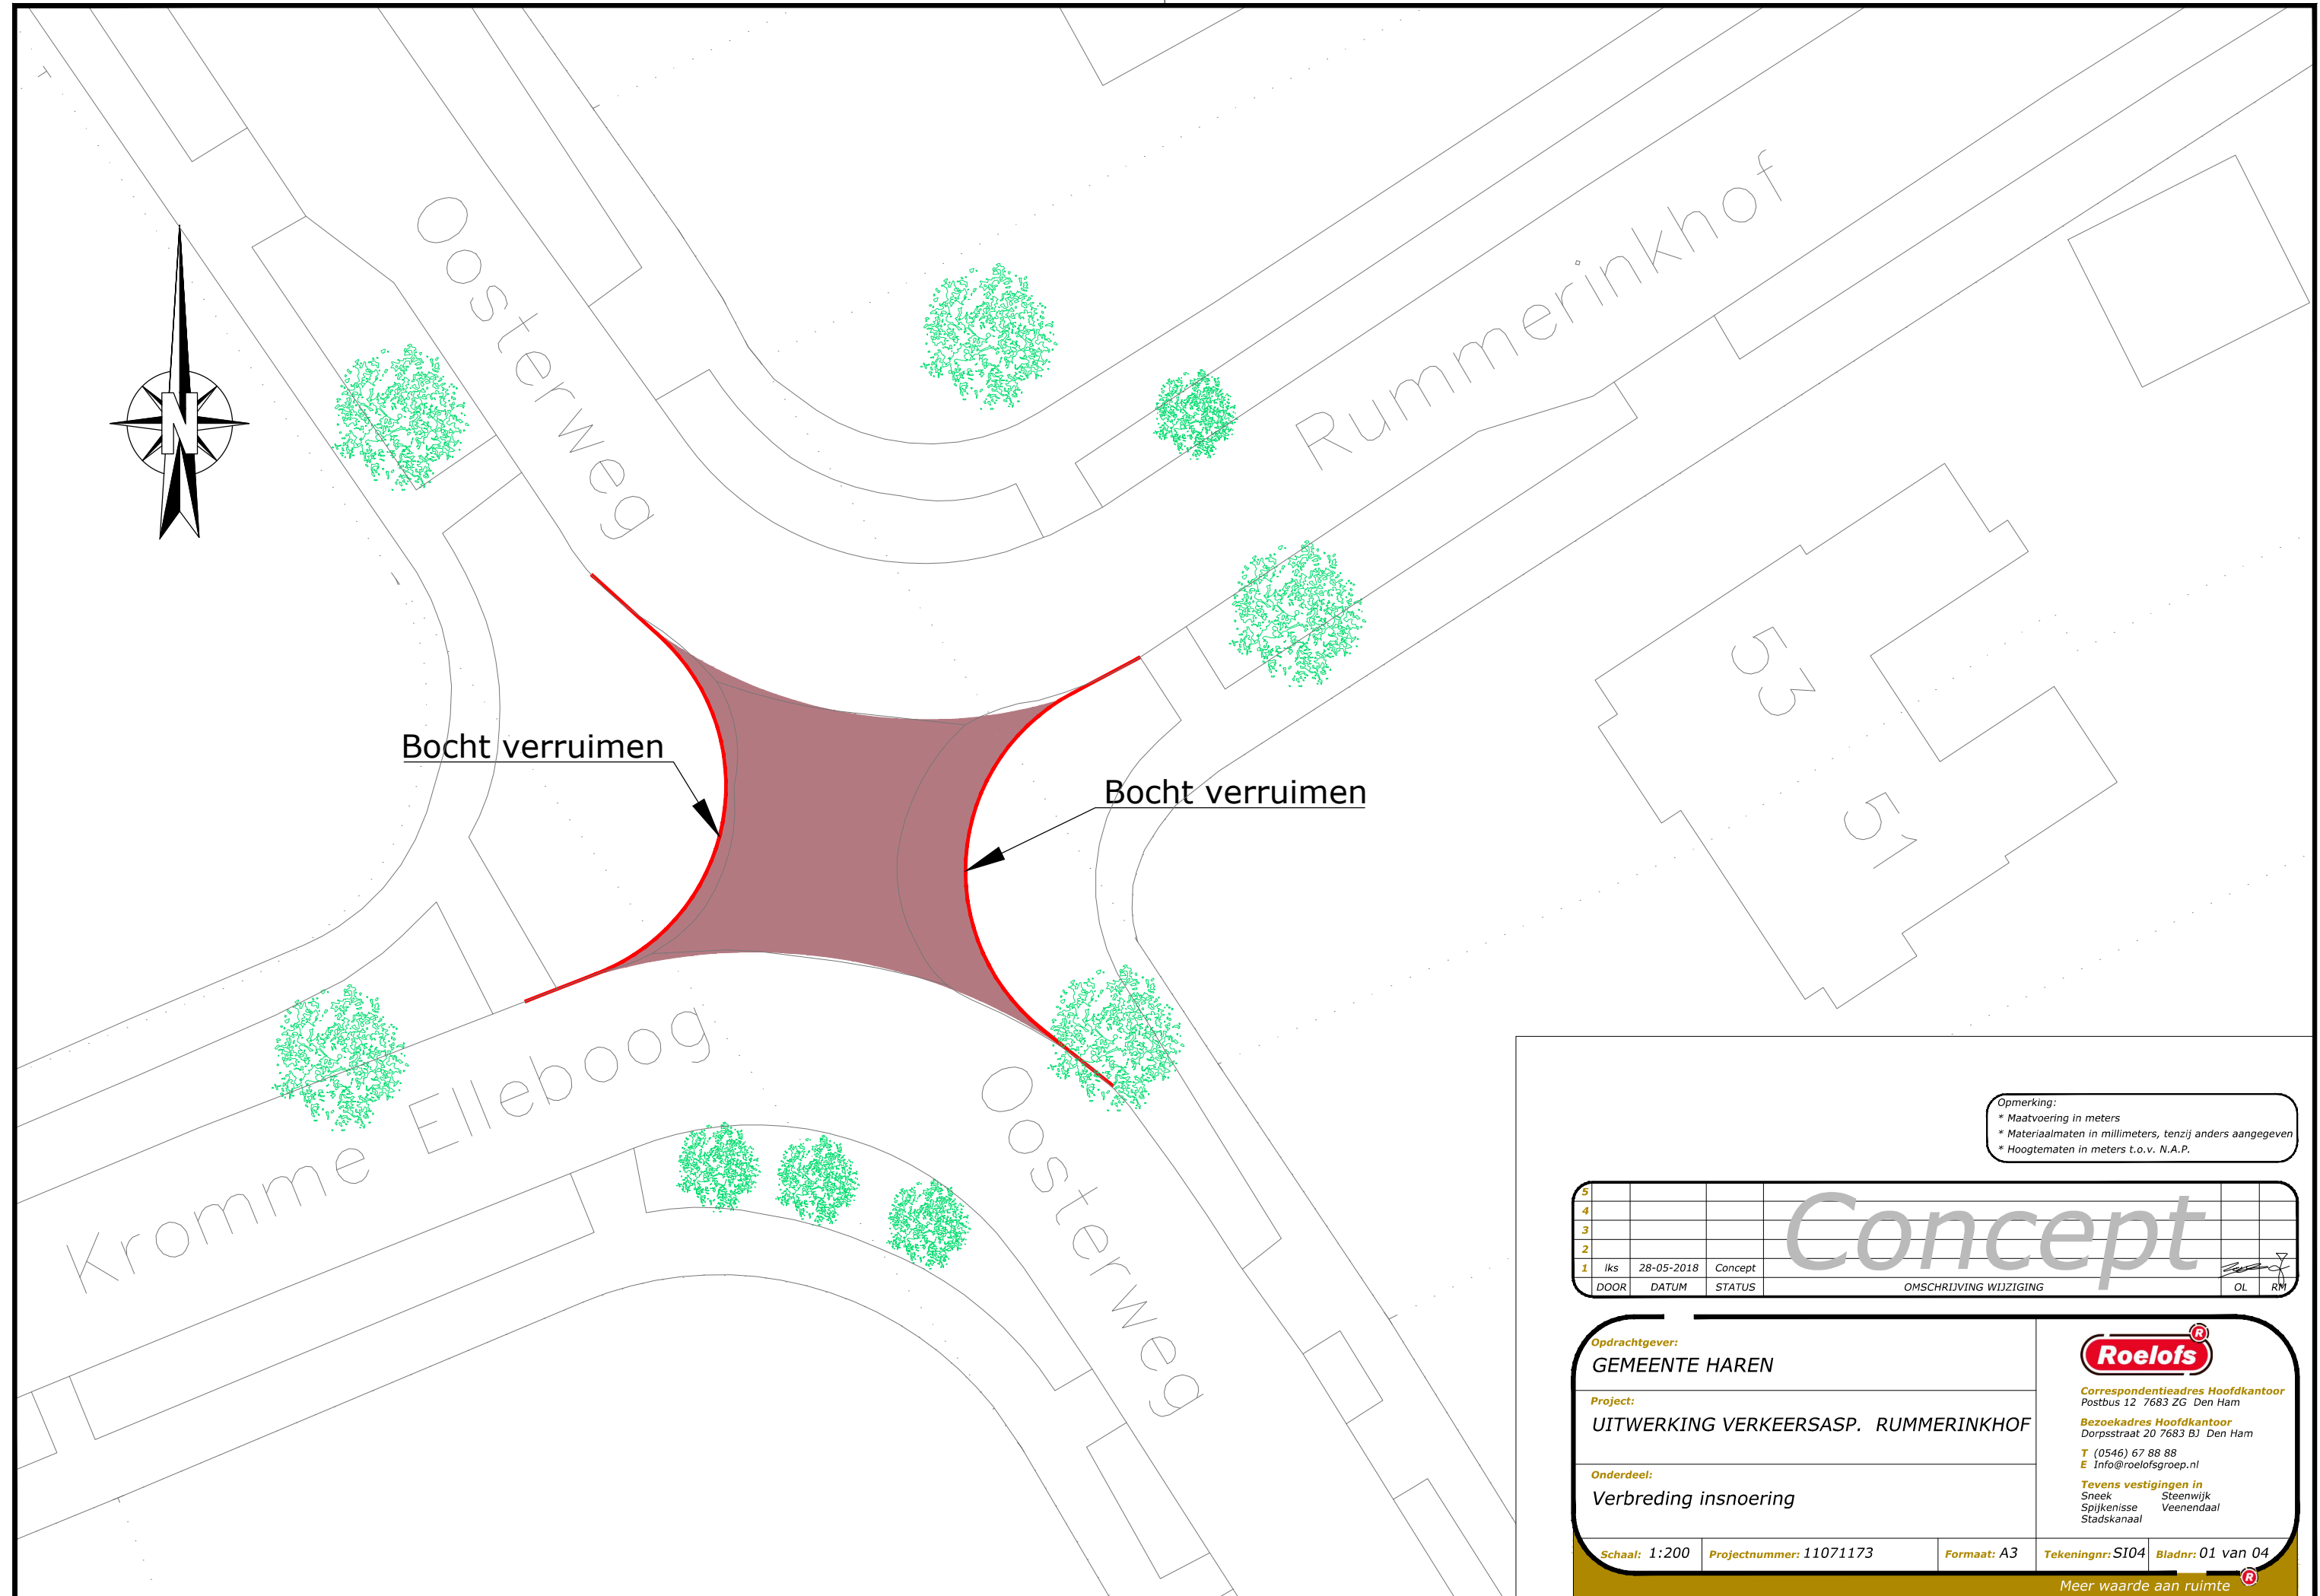 Oosterweg
Rummerinkhof
N
3
5
Bocht verruimen
Bocht verruimen
Kromme Elleboog
Oosterweg
Opmerking:
* Maatvoering in meters
* Materiaalmaten in millimeters, tenzij anders aangegeven
* Hoogtematen in meters t.o.v. N.A.P.
Concept
5
4
3
2
1 lks 28-05-2018 Concept
DOOR DATUM STATUS OMSCHRIJVING WIJZIGING OL RM
Opdrachtgever:
GEMEENTE HAREN
Project:
UITWERKING VERKEERSASP. RUMMERINKHOF
Onderdeel:
Verbreding insnoering
Roelofs ®
Correspondentieadres Hoofdkantoor
Postbus 12 7683 ZG Den Ham
Bezoekadres Hoofdkantoor
Dorpsstraat 20 7683 BJ Den Ham
T (0546) 67 88 88
E Info@roelofsgroep.nl
Tevens vestigingen in
Sneek Steenwijk
Spijkenisse Veenendaal
Stadskanaal
Schaal: 1:200 Projectnummer: 11071173 Formaat: A3 Tekeningnr: SI04 Bladnr: 01 van 04
®
Meer waarde aan ruimte